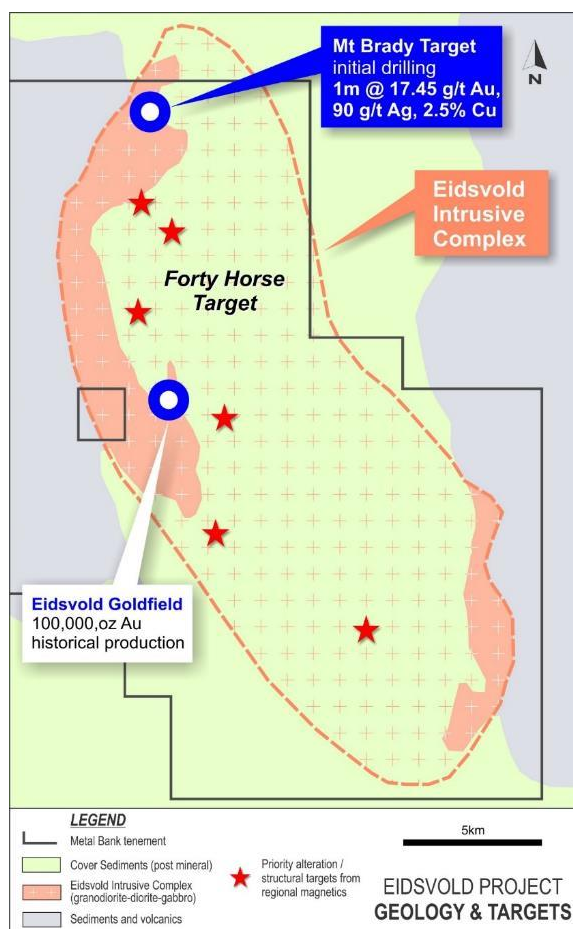 Mt Brady Target
initial drilling
1m @ 17.45 g/t Au,
90 g/t Ag, 2.5% Cu
N
Eidsvold
Intrusive
Complex
Forty Horse
Target
Eidsvold Goldfield
100,000,oz Au
historical production
LEGEND
Metal Bank tenement
Cover Sediments (post mineral)
Eidsvold Intrusive Complex
(granodiorite-diorite-gabbro)
Sediments and volcanics
Priority alteration /
structural targets from
regional magnetics
5km
EIDSVOLD PROJECT
GEOLOGY & TARGETS